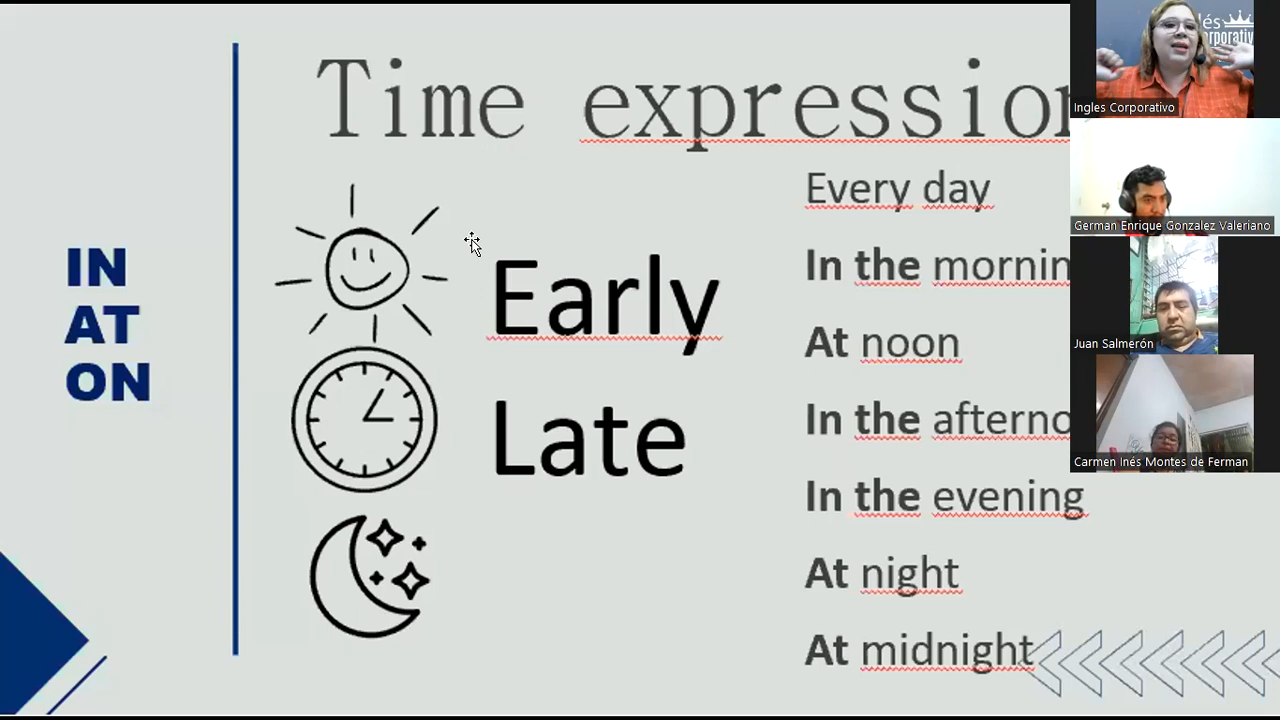 Time expression
IN
AT
ON
Early
Late
Every day
In the mornin
At noon
In the afterno
In the evening
At night
At midnight
Ingles Corporativo
German Enrique Gonzalez Valeriano
Juan Salmerón
Carmen Inés Montes de Ferman